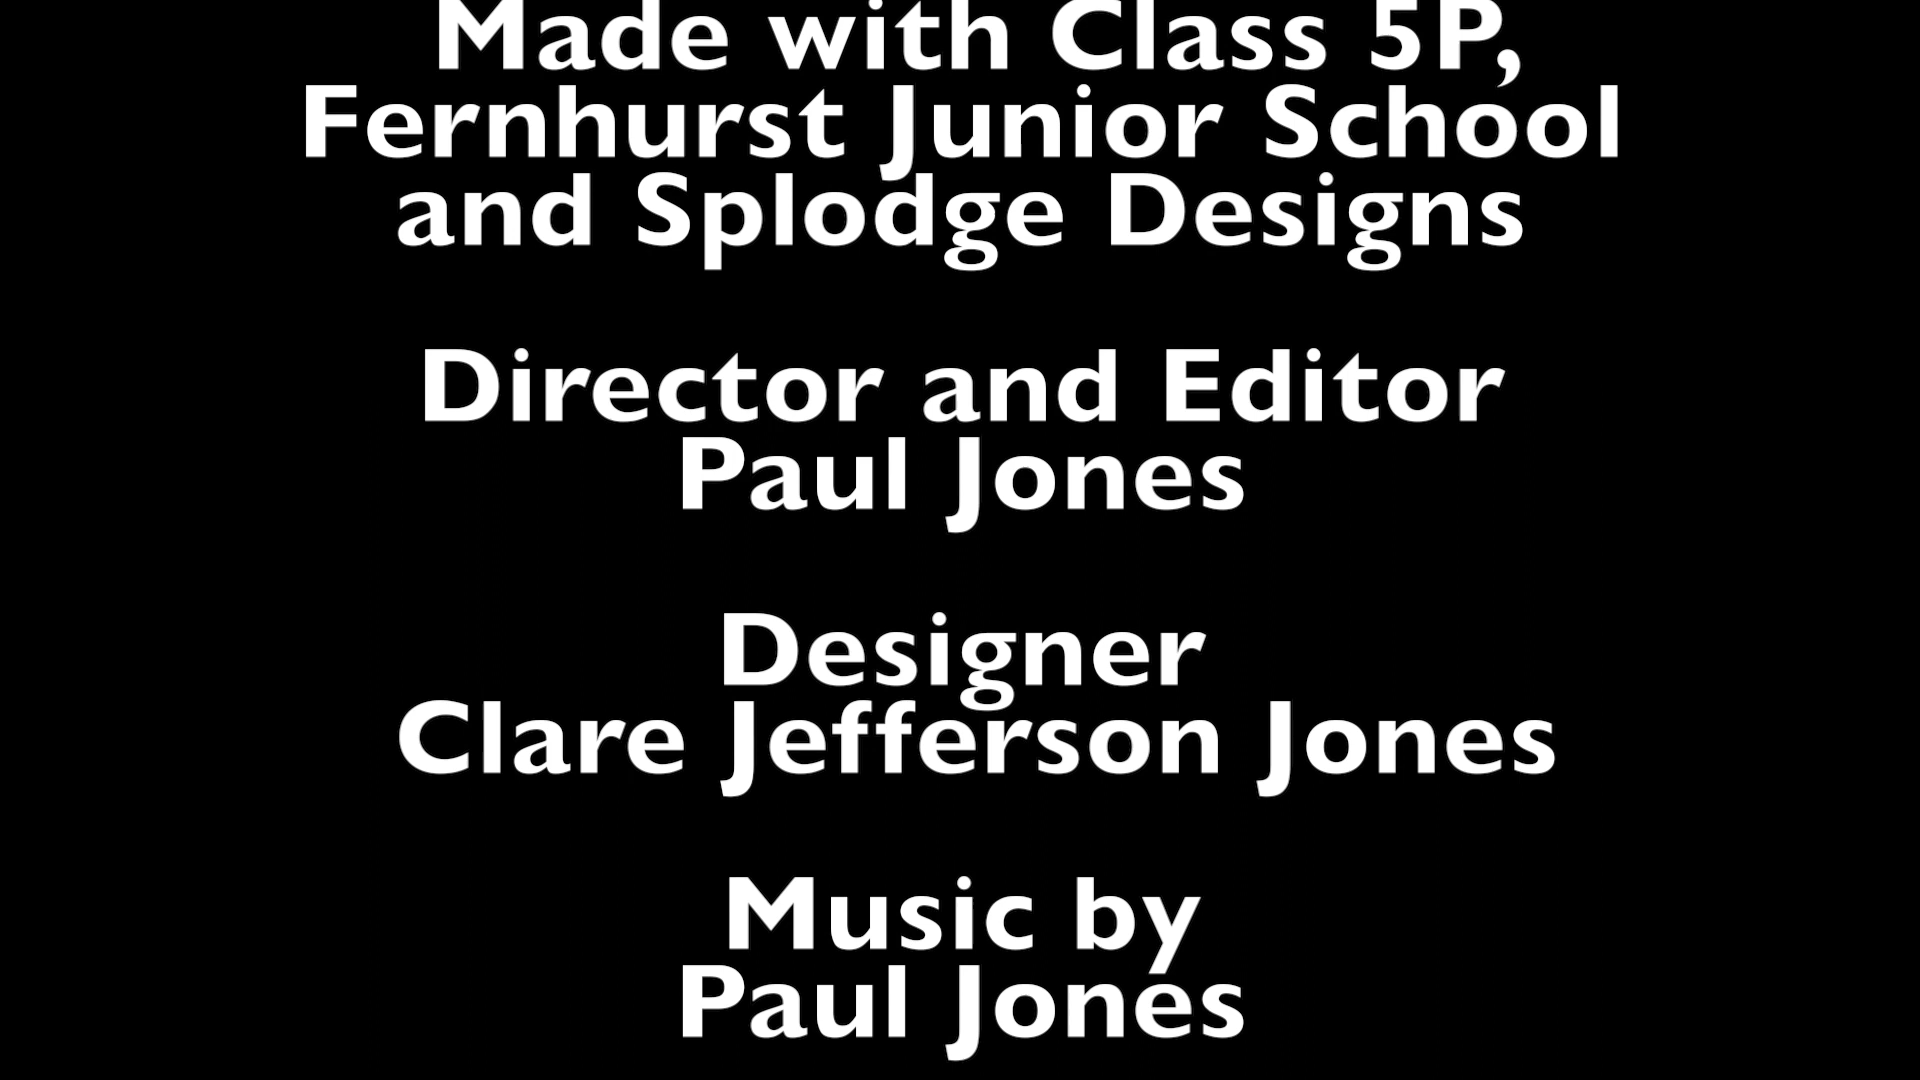 Made with Class 5P,
Fernhurst Junior School
and Splodge Designs
Director and Editor
Paul Jones
Designer
Clare Jefferson Jones
Music by
Paul Jones